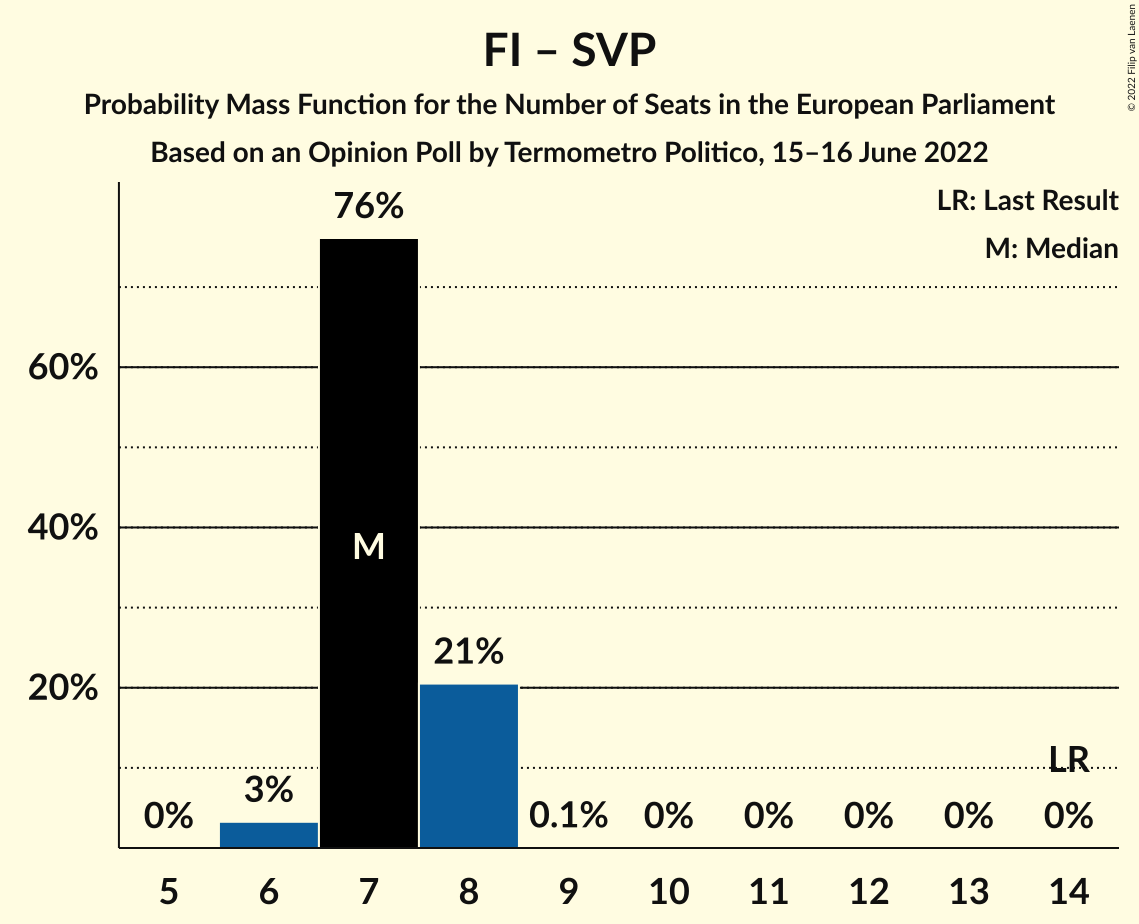 FI – SVP
Probability Mass Function for the Number of Seats in the European Parliament
Based on an Opinion Poll by Termometro Politico, 15–16 June 2022
© 2022 Filip van Laenen
LR: Last Result
M: Median
76%
60%
40%
M
21%
20%
LR
3%
0%
0.1%
0%
0%
0%
0%
0%
5
6
7
8
9
10
11
12
13
14